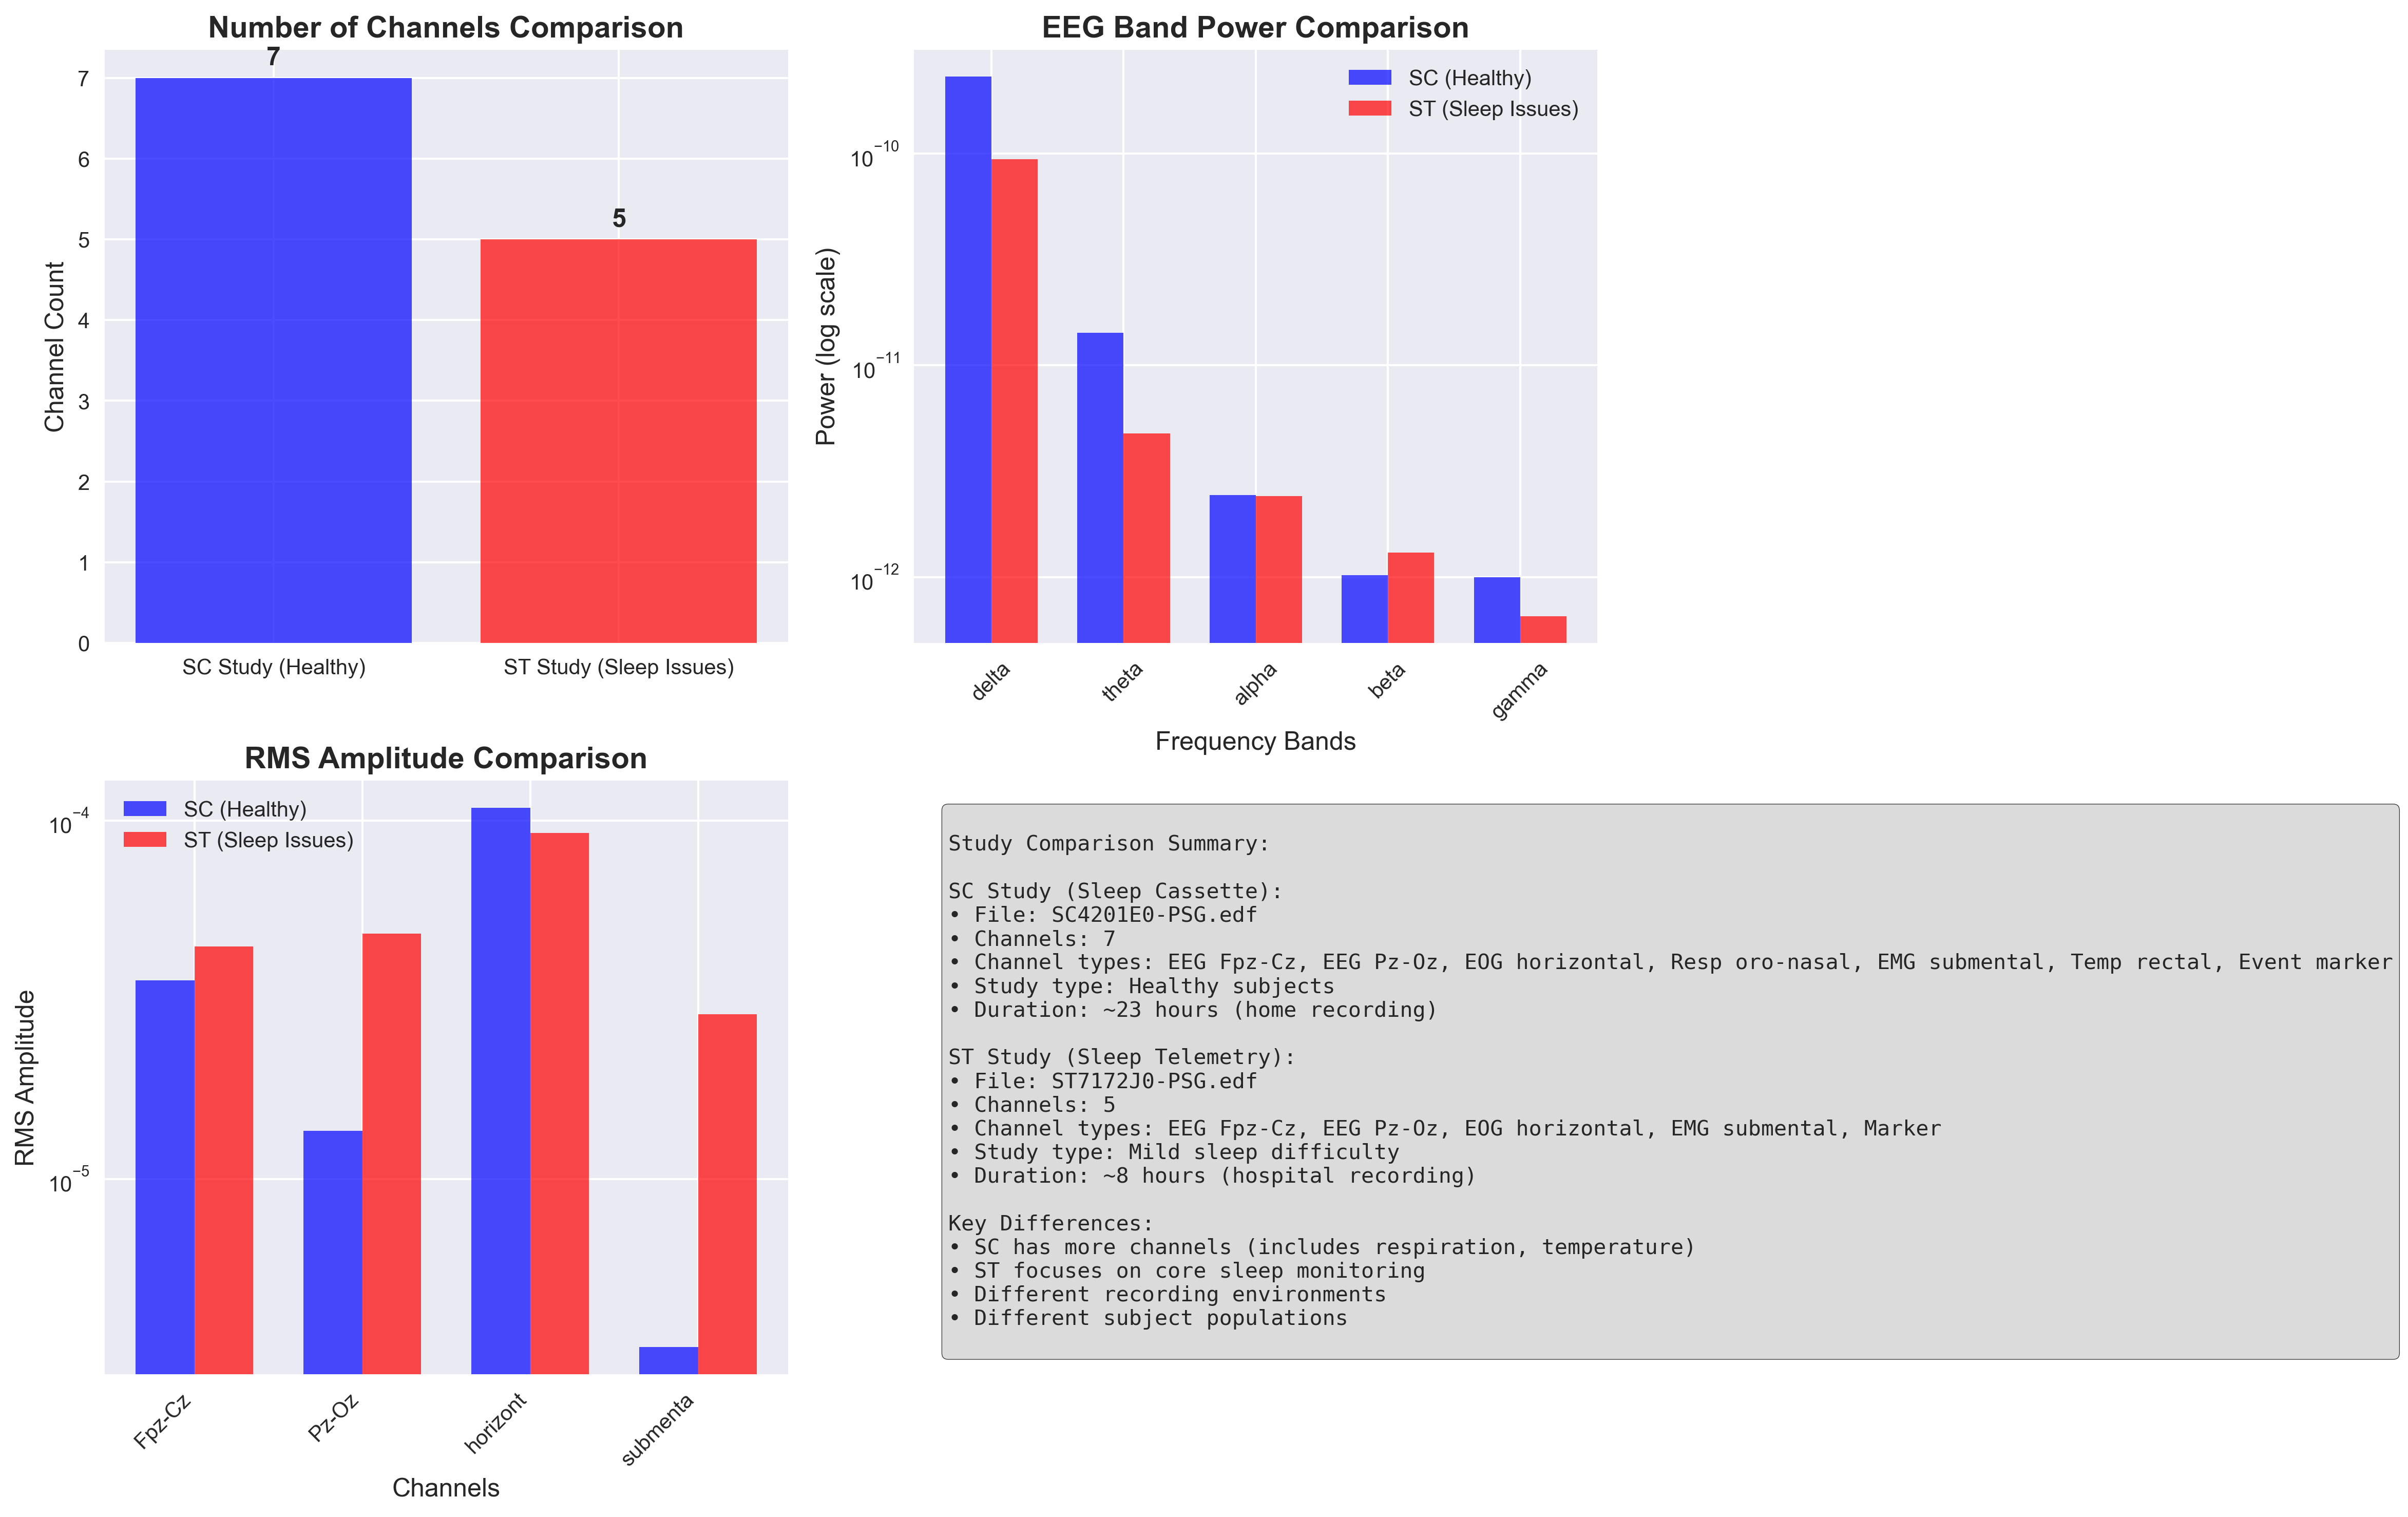 Number of Channels Comparison
7
7
6
5
5
4
3
2
1
0
Channel Count
SC Study (Healthy)
ST Study (Sleep Issues)
EEG Band Power Comparison
SC (Healthy)
ST (Sleep Issues)
10⁻¹⁰
10⁻¹¹
10⁻¹²
Power (log scale)
delta
theta
alpha
beta
gamma
Frequency Bands
RMS Amplitude Comparison
SC (Healthy)
ST (Sleep Issues)
10⁻⁴
10⁻⁵
RMS Amplitude
Fpz-Cz
Pz-Oz
horizont
submenta
Channels
Study Comparison Summary:
SC Study (Sleep Cassette):
• File: SC4201E0-PSG.edf
• Channels: 7
• Channel types: EEG Fpz-Cz, EEG Pz-Oz, EOG horizontal, Resp oro-nasal, EMG submental, Temp rectal, Event marker
• Study type: Healthy subjects
• Duration: ~23 hours (home recording)
ST Study (Sleep Telemetry):
• File: ST7172J0-PSG.edf
• Channels: 5
• Channel types: EEG Fpz-Cz, EEG Pz-Oz, EOG horizontal, EMG submental, Marker
• Study type: Mild sleep difficulty
• Duration: ~8 hours (hospital recording)
Key Differences:
• SC has more channels (includes respiration, temperature)
• ST focuses on core sleep monitoring
• Different recording environments
• Different subject populations